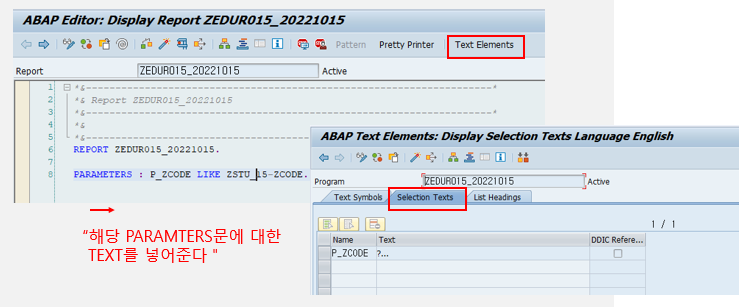 ABAP Editor: Display Report ZEDUR015_20221015
Pattern Pretty Printer Text Elements
Report ZEDUR015_20221015 Active
1 *&---------------------------------------------------------------------*
2 *& Report ZEDUR015_20221015
3 *&---------------------------------------------------------------------*
4 *&
5 *&---------------------------------------------------------------------*
6 REPORT ZEDUR015_20221015.
7
8 PARAMETERS : P_ZCODE LIKE ZSTU_15-ZCODE.
"해당 PARAMTERS문에 대한
TEXT를 넣어준다 "
ABAP Text Elements: Display Selection Texts Language English
Program ZEDUR015_20221015 Active
Text Symbols Selection Texts List Headings
1 / 1
Name Text DDIC Refere...
P_ZCODE ?...